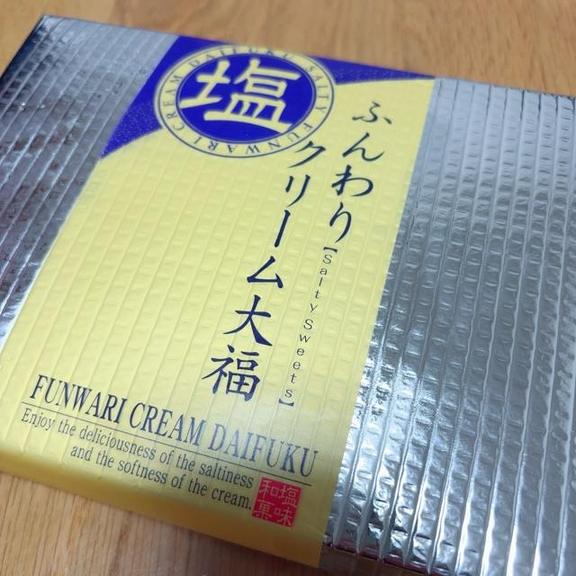 塩
SALTY FUNWARI CREAM DAIFUKU
ふんわり
クリーム大福
【Salty Sweets】
FUNWARI CREAM DAIFUKU
Enjoy the deliciousness of the saltiness
and the softness of the cream.
塩味
和菓